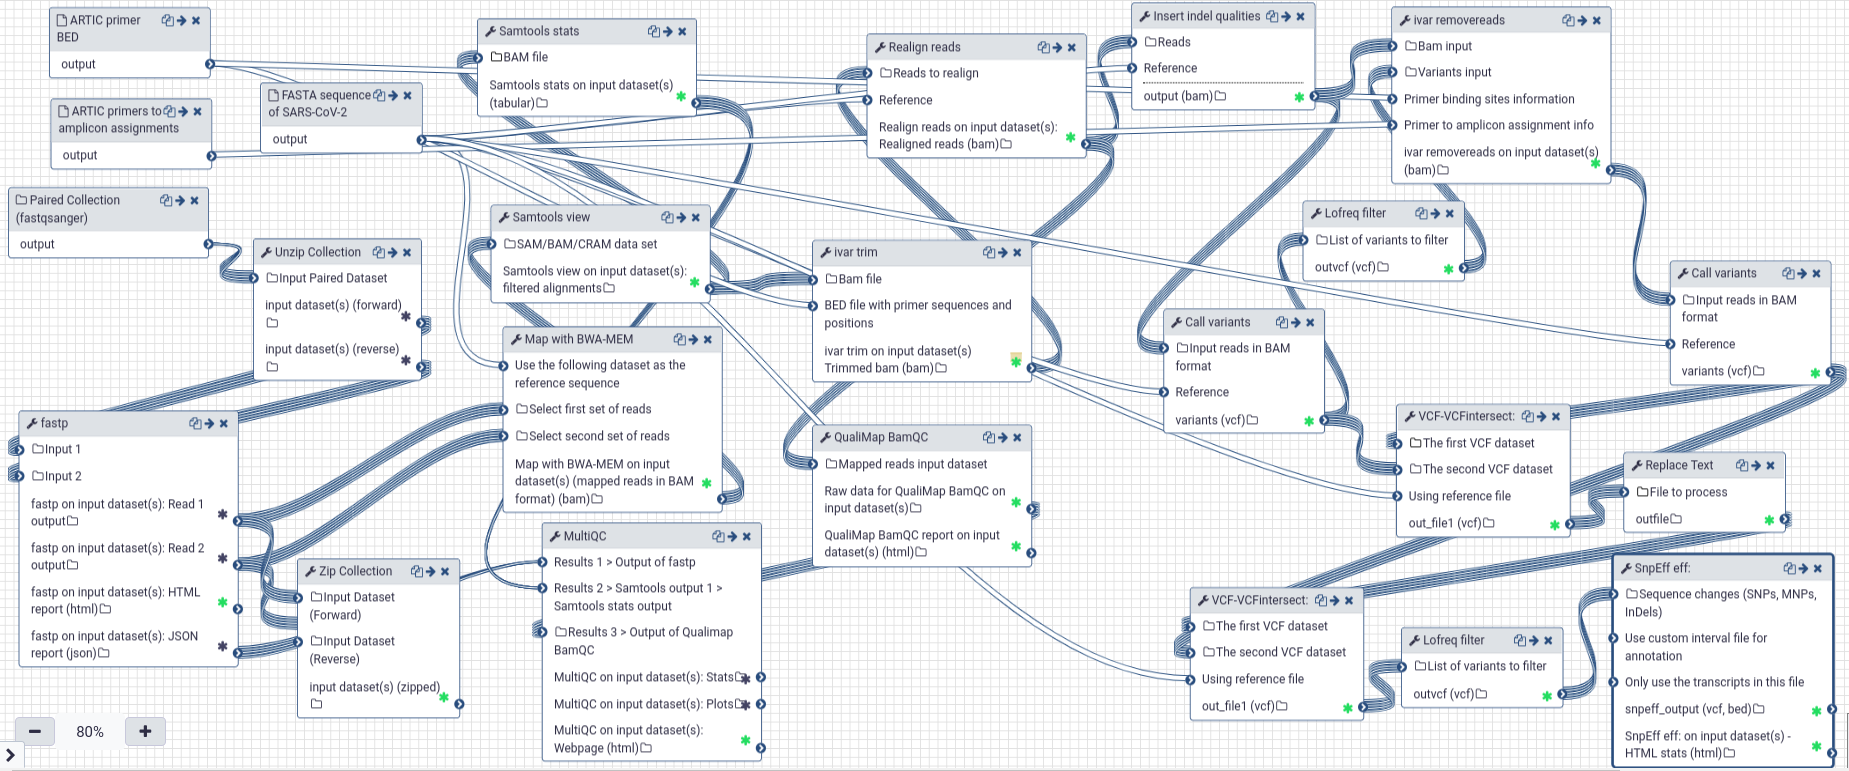 ARTIC primer
BED
output
ARTIC primers to
amplicon assignments
output
FASTA sequence
of SARS-CoV-2
output
Paired Collection
(fastqsanger)
output
Unzip Collection
Input Paired Dataset
input dataset(s) (forward)
input dataset(s) (reverse)
fastp
Input 1
Input 2
fastp on input dataset(s): Read 1
output
fastp on input dataset(s): Read 2
output
fastp on input dataset(s): HTML
report (html)
fastp on input dataset(s): JSON
report (json)
Zip Collection
Input Dataset
(Forward)
Input Dataset
(Reverse)
input dataset(s) (zipped)
Samtools stats
BAM file
Samtools stats on input dataset(s)
(tabular)
Samtools view
SAM/BAM/CRAM data set
Samtools view on input dataset(s):
filtered alignments
Map with BWA-MEM
Use the following dataset as the
reference sequence
Select first set of reads
Select second set of reads
Map with BWA-MEM on input
dataset(s) (mapped reads in BAM
format) (bam)
MultiQC
Results 1 > Output of fastp
Results 2 > Samtools output 1 >
Samtools stats output
Results 3 > Output of Qualimap
BamQC
MultiQC on input dataset(s): Stats
MultiQC on input dataset(s): Plots
MultiQC on input dataset(s):
Webpage (html)
Realign reads
Reads to realign
Reference
Realign reads on input dataset(s):
Realigned reads (bam)
ivar trim
Bam file
BED file with primer sequences and
positions
ivar trim on input dataset(s)
Trimmed bam (bam)
QualiMap BamQC
Mapped reads input dataset
Raw data for QualiMap BamQC on
input dataset(s)
QualiMap BamQC report on input
dataset(s) (html)
Insert indel qualities
Reads
Reference
output (bam)
ivar removereads
Bam input
Variants input
Primer binding sites information
Primer to amplicon assignment info
ivar removereads on input dataset(s)
(bam)
Lofreq filter
List of variants to filter
outvcf (vcf)
Call variants
Input reads in BAM
format
Reference
variants (vcf)
Call variants
Input reads in BAM
format
Reference
variants (vcf)
VCF-VCFintersect:
The first VCF dataset
The second VCF dataset
Using reference file
out_file1 (vcf)
Replace Text
File to process
outfile
VCF-VCFintersect:
The first VCF dataset
The second VCF dataset
Using reference file
out_file1 (vcf)
Lofreq filter
List of variants to filter
outvcf (vcf)
SnpEff eff:
Sequence changes (SNPs, MNPs,
InDels)
Use custom interval file for
annotation
Only use the transcripts in this file
snpeff_output (vcf, bed)
SnpEff eff: on input dataset(s) -
HTML stats (html)
80%